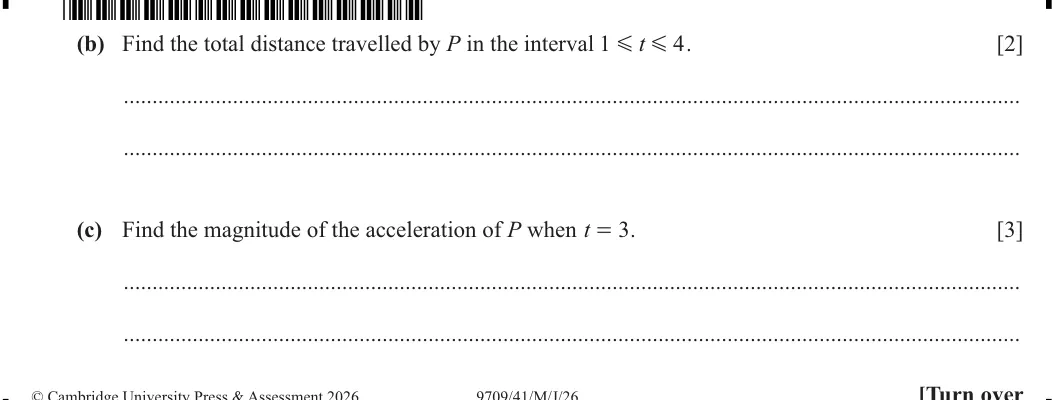 (b) Find the total distance travelled by P in the interval 1 ⩽ t ⩽ 4. [2]
................................................................................................................................................................
................................................................................................................................................................
(c) Find the magnitude of the acceleration of P when t = 3. [3]
................................................................................................................................................................
................................................................................................................................................................
© Cambridge University Press & Assessment 2026 9709/41/M/J/26 [Turn over